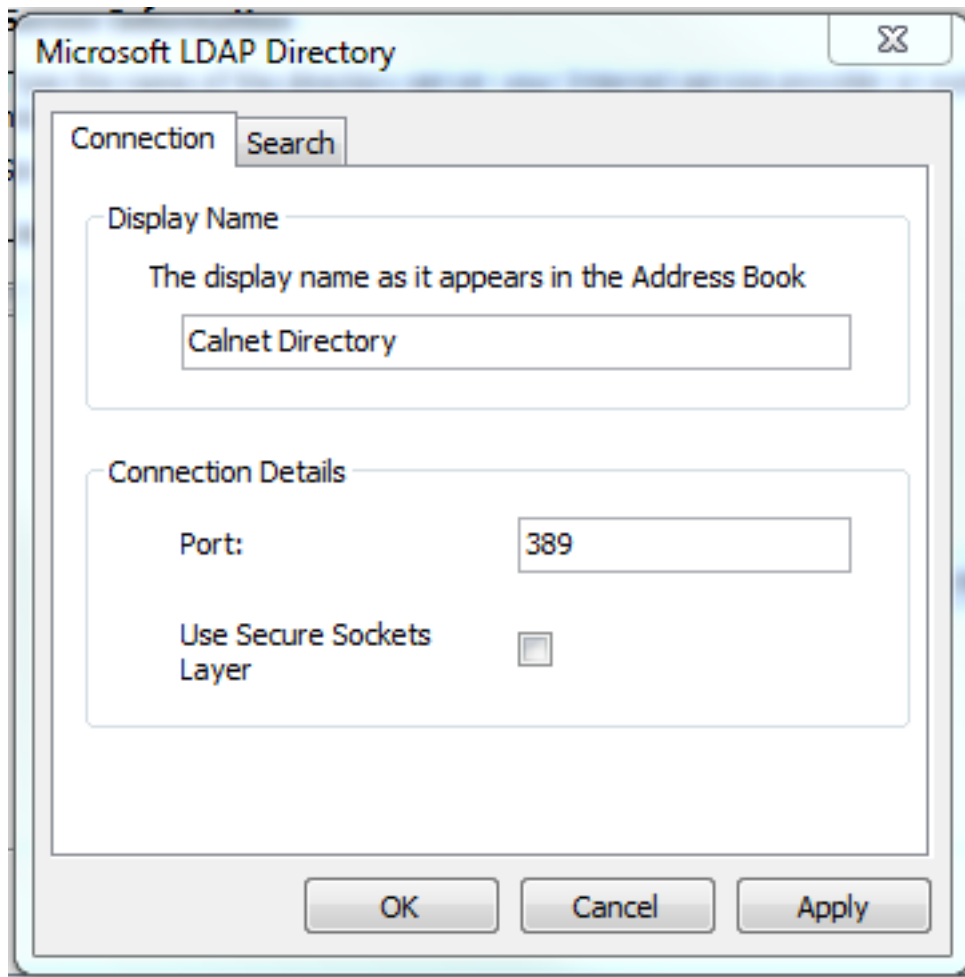 Microsoft LDAP Directory
Connection
Search
Display Name
The display name as it appears in the Address Book
Calnet Directory
Connection Details
Port:
389
Use Secure Sockets
Layer
OK
Cancel
Apply